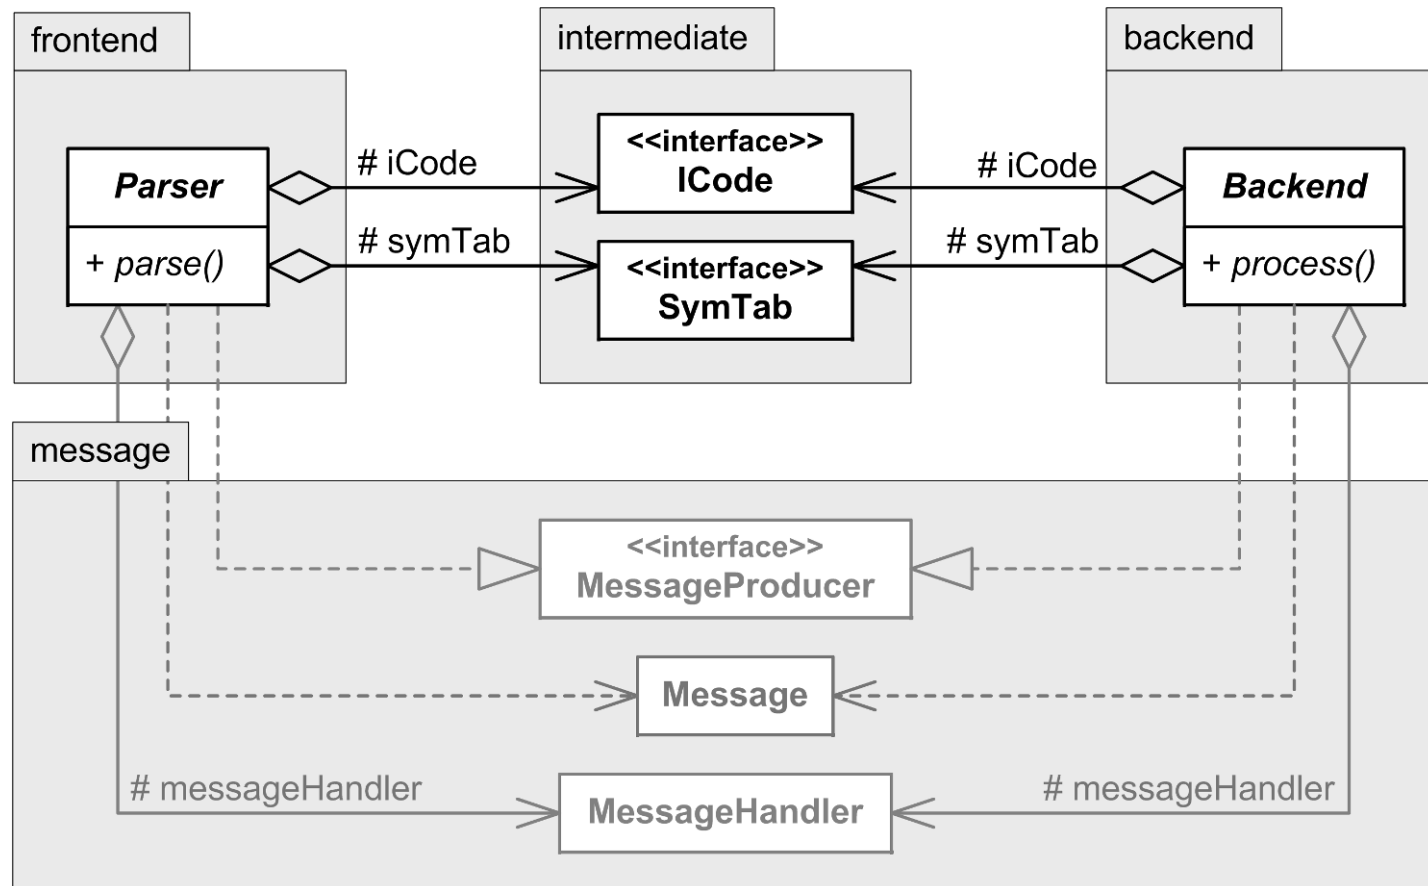 frontend
intermediate
backend
Parser
+ parse()
# iCode
# symTab
<<interface>>
ICode
<<interface>>
SymTab
# iCode
# symTab
Backend
+ process()
message
<<interface>>
MessageProducer
Message
# messageHandler
MessageHandler
# messageHandler